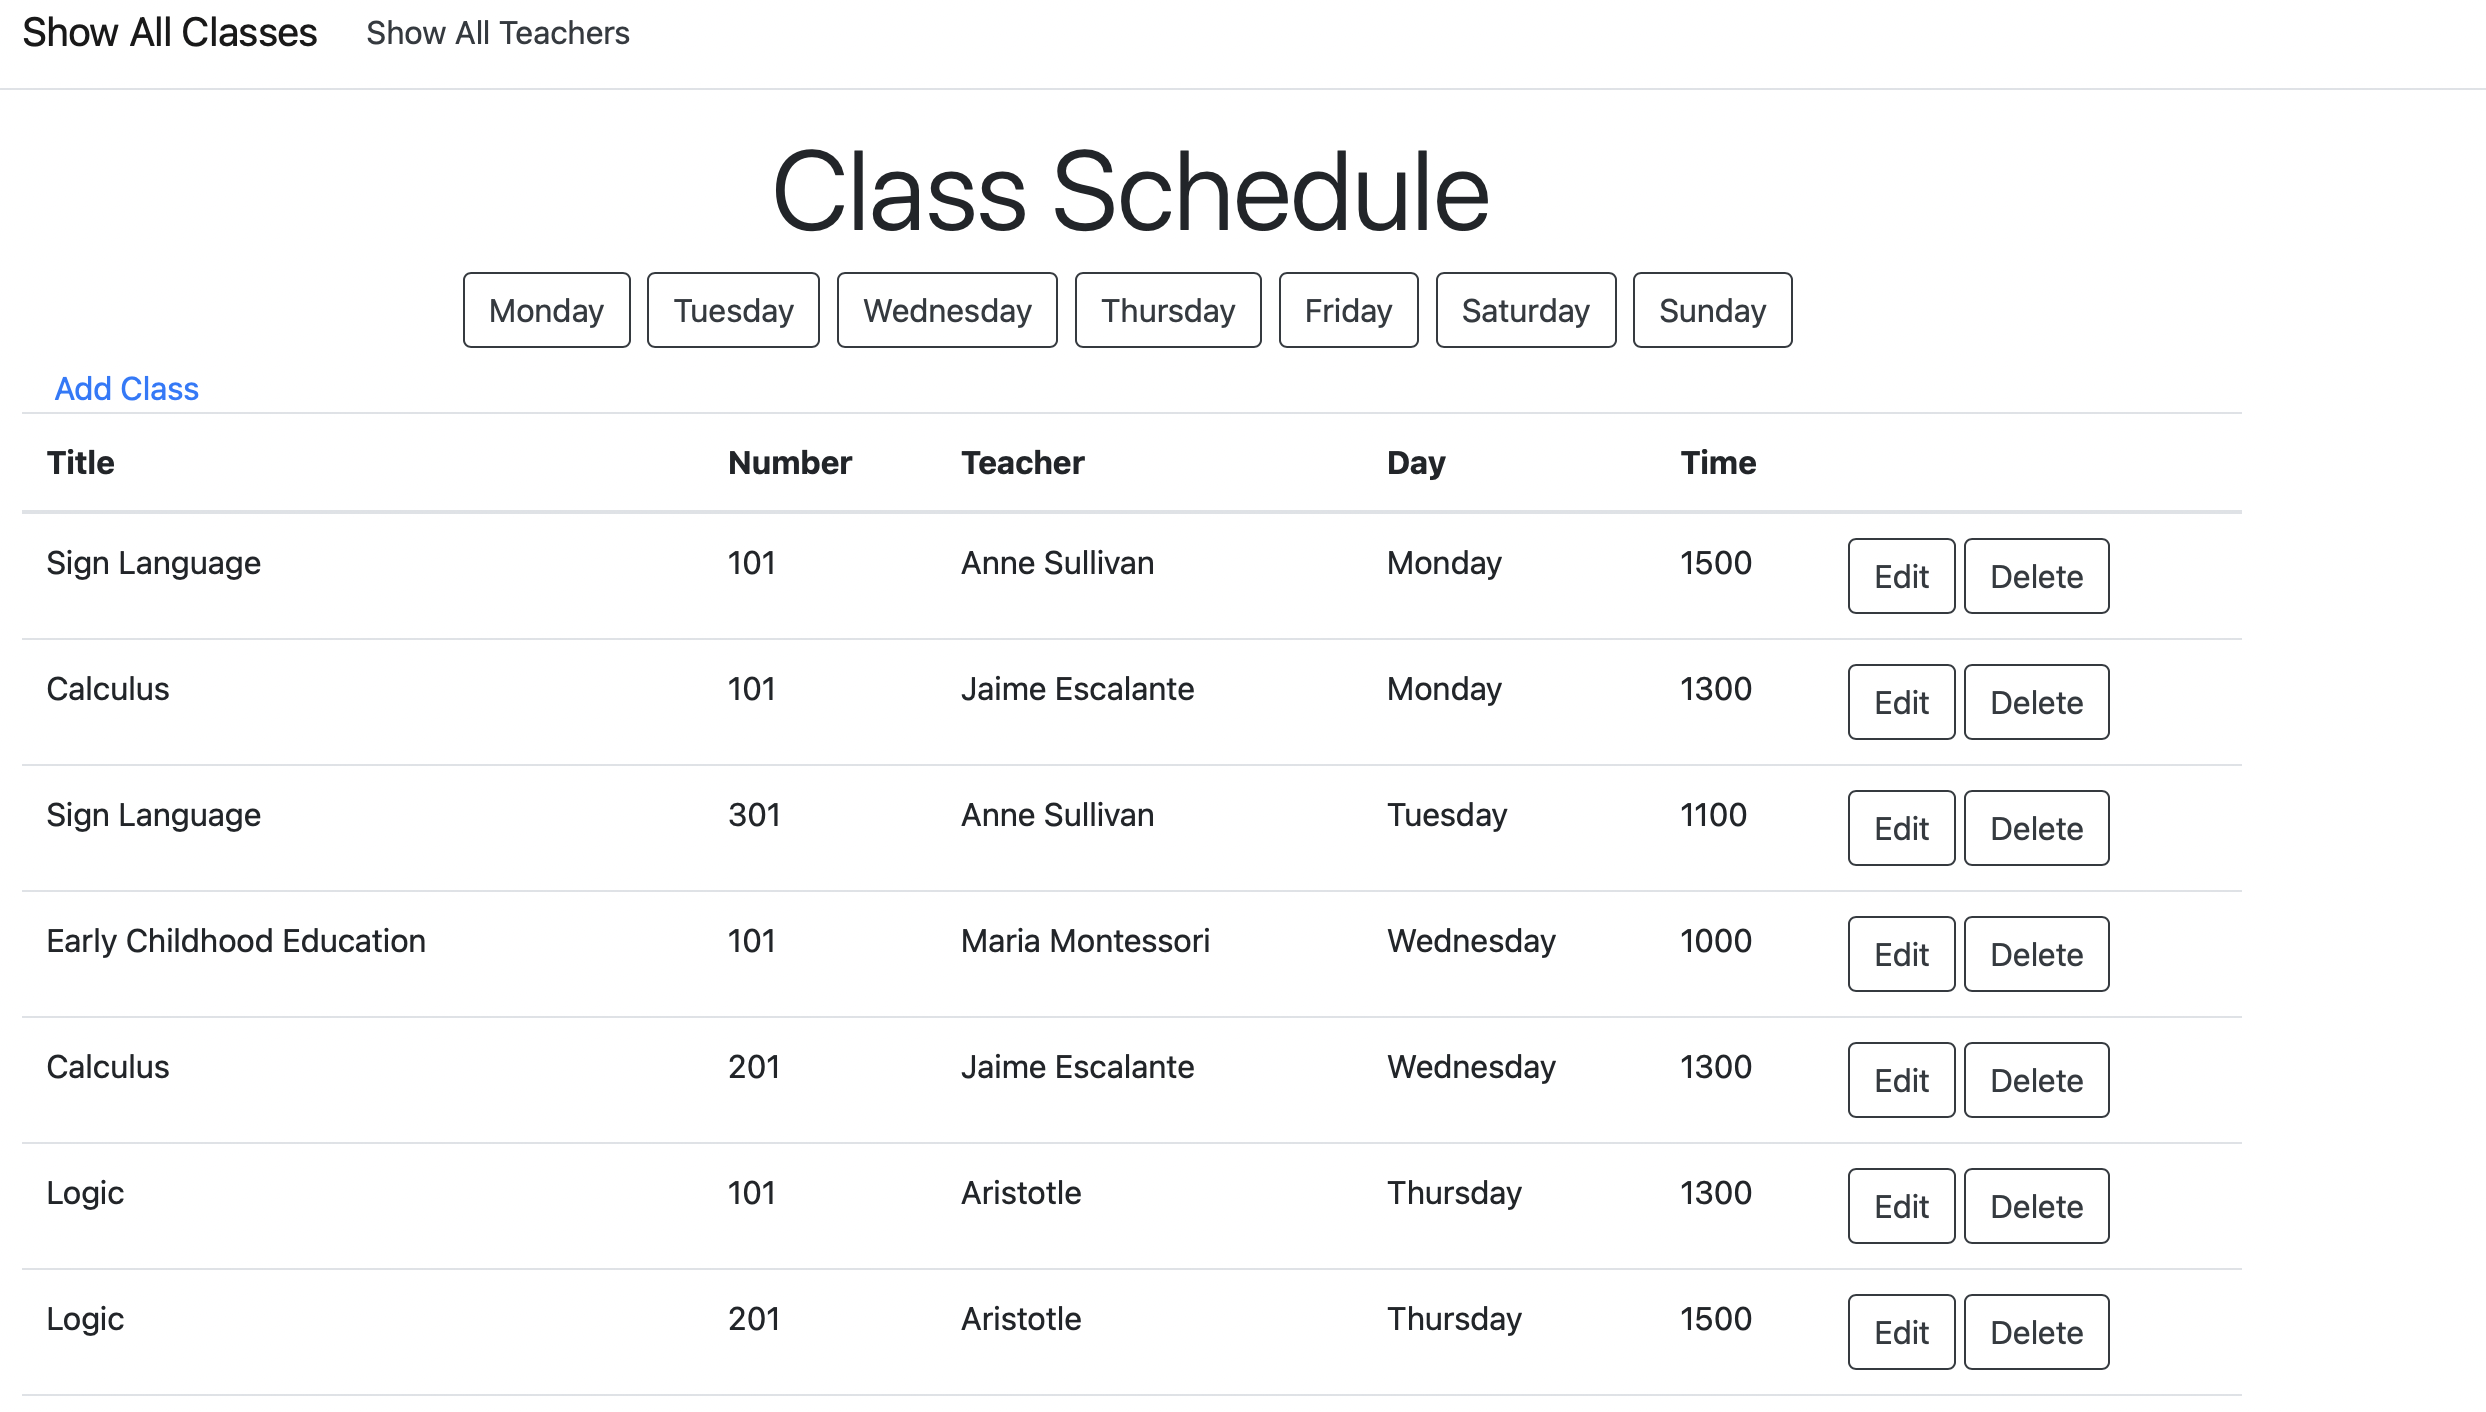 Show All Classes Show All Teachers
Class Schedule
Monday Tuesday Wednesday Thursday Friday Saturday Sunday
Add Class
Title Number Teacher Day Time
Sign Language 101 Anne Sullivan Monday 1500 Edit Delete
Calculus 101 Jaime Escalante Monday 1300 Edit Delete
Sign Language 301 Anne Sullivan Tuesday 1100 Edit Delete
Early Childhood Education 101 Maria Montessori Wednesday 1000 Edit Delete
Calculus 201 Jaime Escalante Wednesday 1300 Edit Delete
Logic 101 Aristotle Thursday 1300 Edit Delete
Logic 201 Aristotle Thursday 1500 Edit Delete